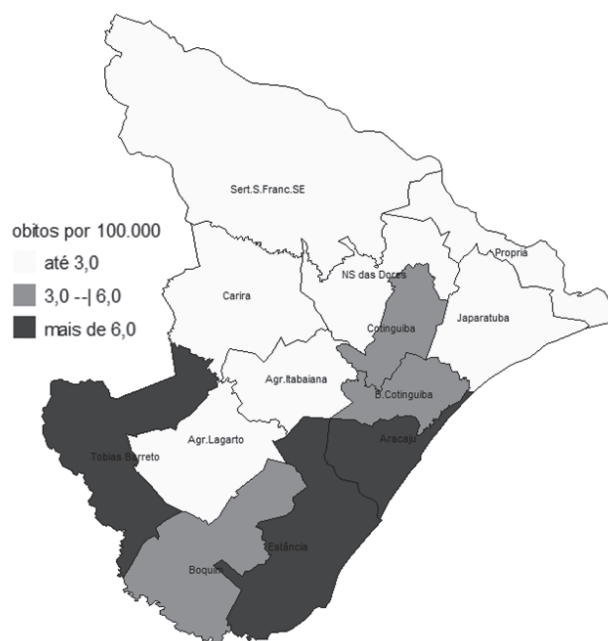 Sert.S.Franc.SE
obitos por 100.000
até 3,0
3,0 --| 6,0
mais de 6,0
Propriá
NS das Dores
Carira
Japaratuba
Cotinguiba
Agr.Itabaiana
B.Cotinguiba
Agr.Lagarto
Aracaju
Tobias Barreto
Estância
Boquim